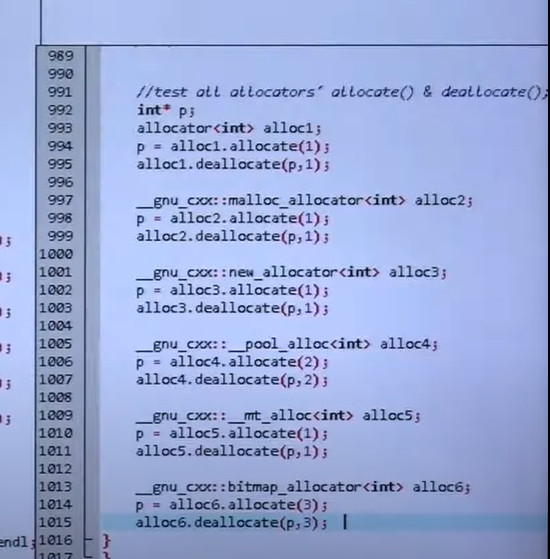 989
990
991 //test all allocators' allocate() & deallocate();
992 int* p;
993 allocator<int> alloc1;
994 p = alloc1.allocate(1);
995 alloc1.deallocate(p,1);
996
997 __gnu_cxx::malloc_allocator<int> alloc2;
998 p = alloc2.allocate(1);
999 alloc2.deallocate(p,1);
1000
1001 __gnu_cxx::new_allocator<int> alloc3;
1002 p = alloc3.allocate(1);
1003 alloc3.deallocate(p,1);
1004
1005 __gnu_cxx::__pool_alloc<int> alloc4;
1006 p = alloc4.allocate(2);
1007 alloc4.deallocate(p,2);
1008
1009 __gnu_cxx::__mt_alloc<int> alloc5;
1010 p = alloc5.allocate(1);
1011 alloc5.deallocate(p,1);
1012
1013 __gnu_cxx::bitmap_allocator<int> alloc6;
1014 p = alloc6.allocate(3);
1015 alloc6.deallocate(p,3);
endl; 1016 }
1017 }